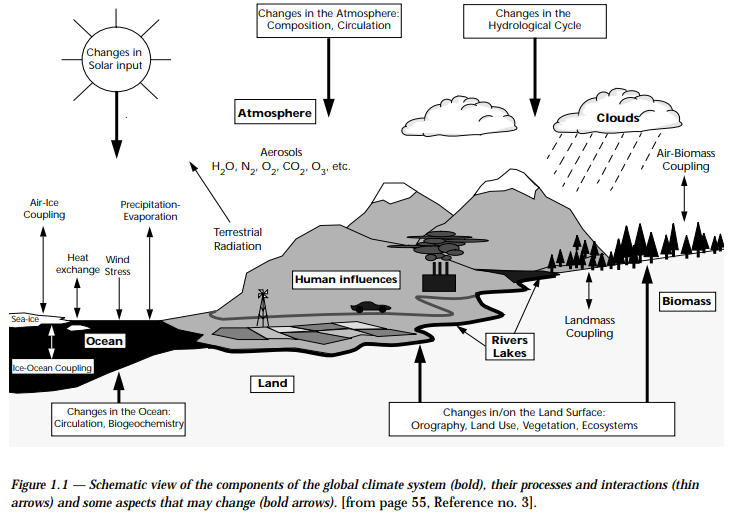 Changes in the Atmosphere:
Composition, Circulation
Changes in the
Hydrological Cycle
Changes in
Solar input
Atmosphere
Clouds
Aerosols
H2O, N2, O2, CO2, O3, etc.
Air-Biomass
Coupling
Air-Ice
Coupling
Precipitation-
Evaporation
Terrestrial
Radiation
Heat
exchange
Wind
Stress
Human influences
Biomass
Sea-ice
Ocean
Landmass
Coupling
Rivers
Lakes
Ice-Ocean Coupling
Land
Changes in the Ocean:
Circulation, Biogeochemistry
Changes in/on the Land Surface:
Orography, Land Use, Vegetation, Ecosystems
Figure 1.1 — Schematic view of the components of the global climate system (bold), their processes and interactions (thin
arrows) and some aspects that may change (bold arrows). [from page 55, Reference no. 3].